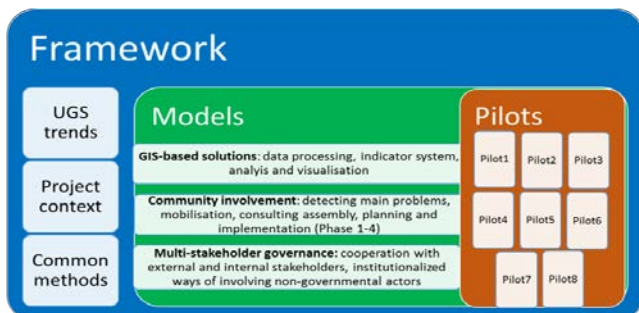 Framework
UGS
trends
Project
context
Common
methods
Models
GIS-based solutions: data processing, indicator system,
analyis and visualisation
Community involvement: detecting main problems,
mobilisation, consulting assembly, planning and
implementation (Phase 1-4)
Multi-stakeholder governance: cooperation with
external and internal stakeholders, institutionalized
ways of involving non-governmental actors
Pilots
Pilot1 Pilot2 Pilot3
Pilot4 Pilot5 Pilot6
Pilot7 Pilot8